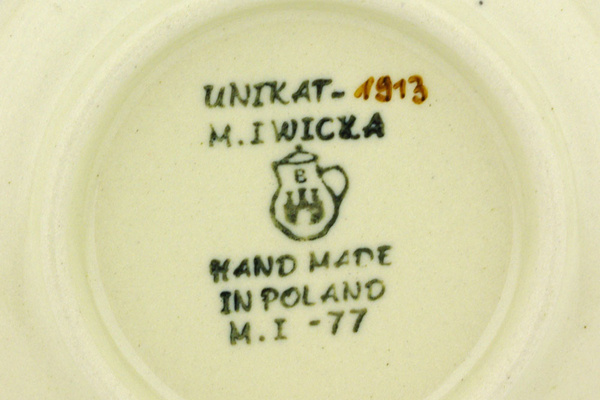 UNIKAT-1913
M.IWICKA
B
HAND MADE
IN POLAND
M.I -77